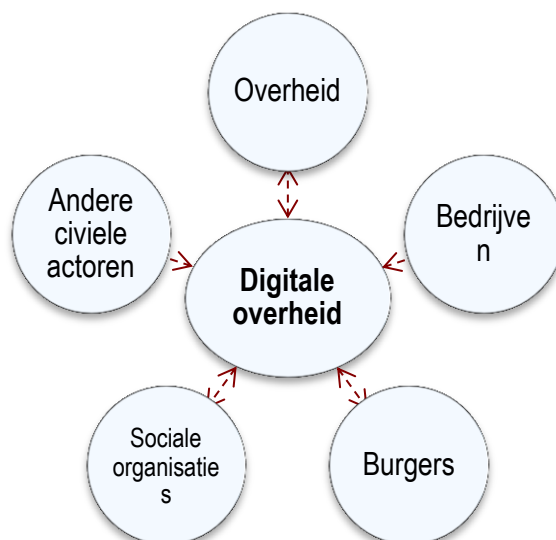 Overheid
Andere
civiele
actoren
Bedrijve
n
Digitale
overheid
Sociale
organisatie
s
Burgers